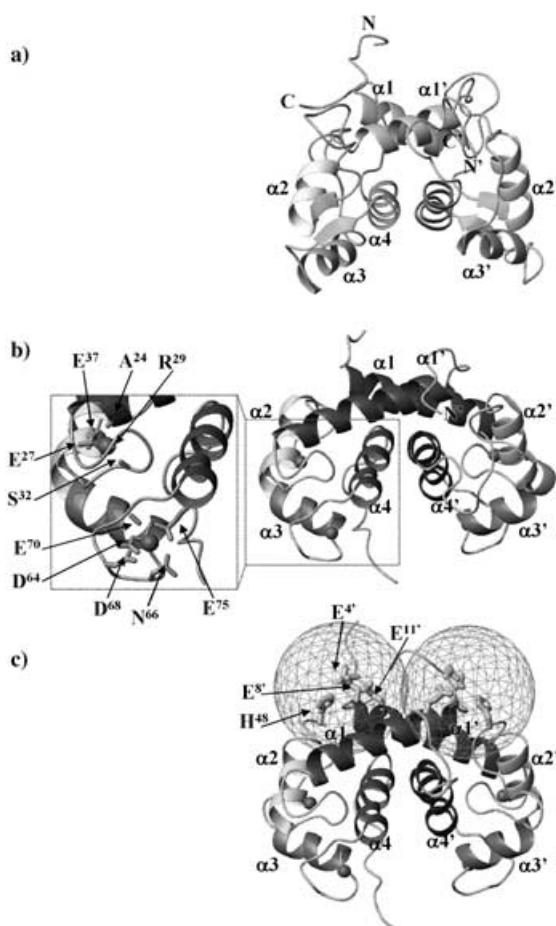 a)
N
C
α1
α1'
C'
N'
α2
α2'
α4
α3
α3'
b)
E37
A24
R29
E27
S32
E70
D64
D68
N66
E75
α1
α1'
α2
α2'
α4
α4'
α3
α3'
c)
E4'
E11'
E8'
H48
α1
α1'
α2
α2'
α4
α4'
α3
α3'